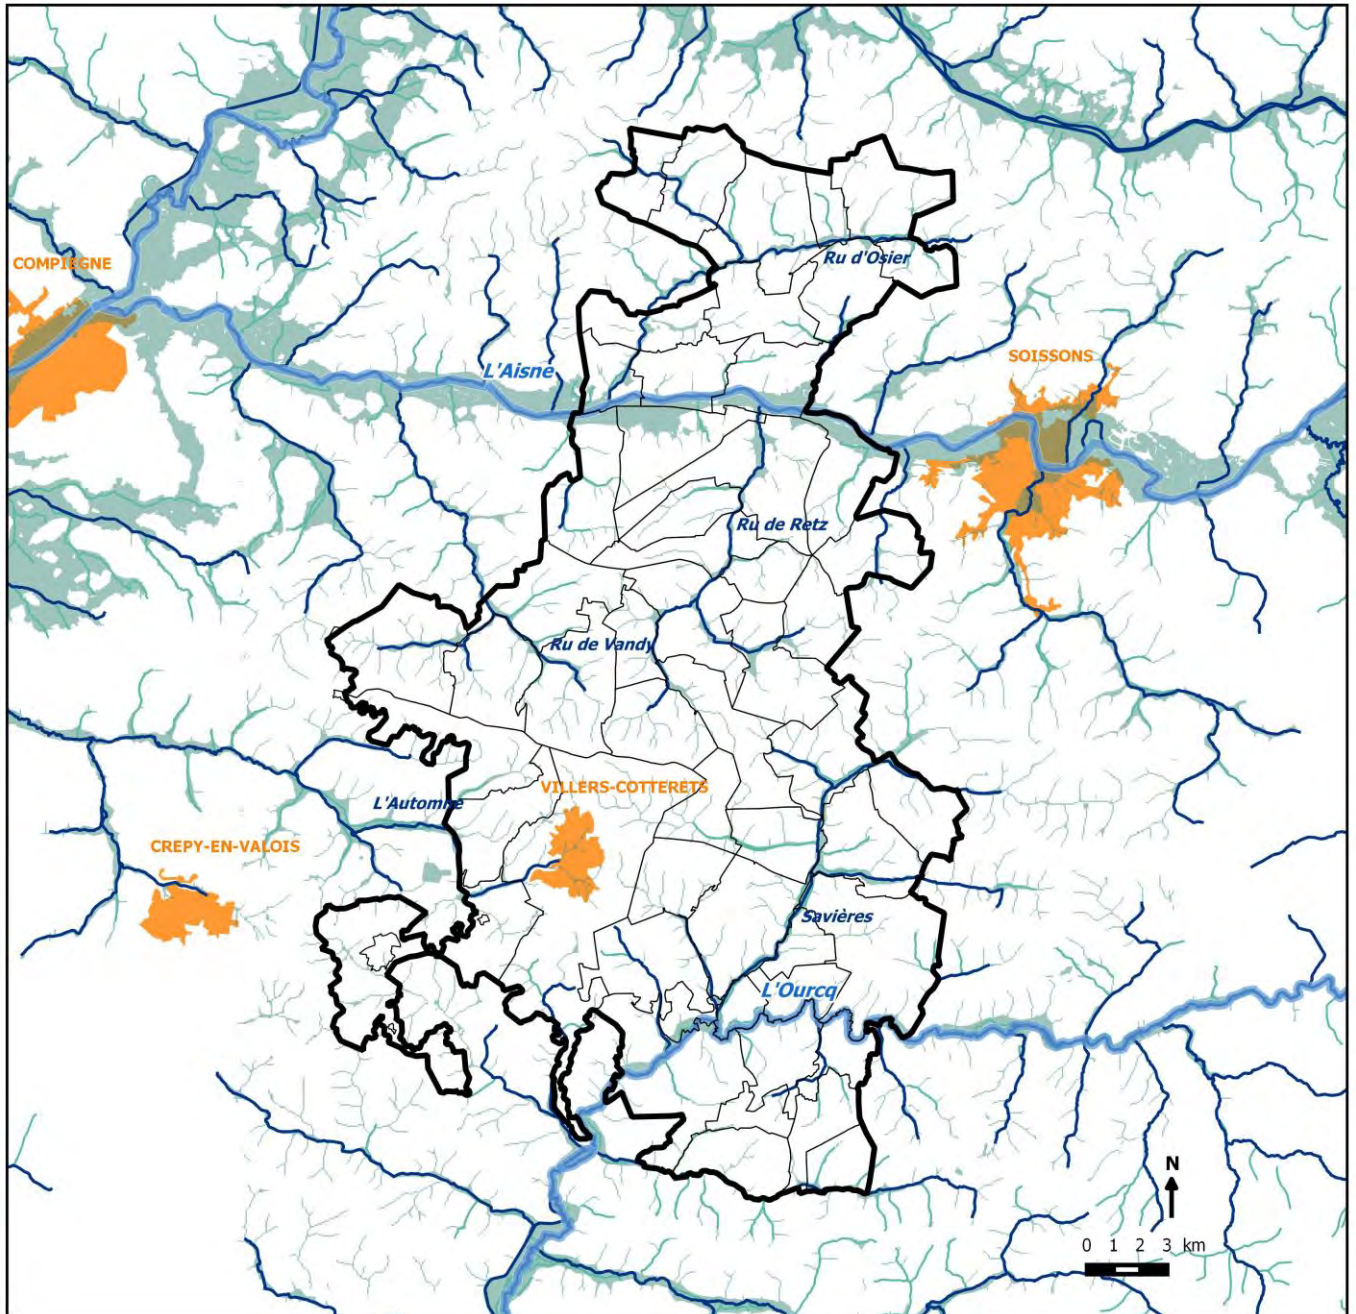 Ru d'Osier
COMPIEGNE
SOISSONS
L'Aisne
Ru de Retz
Ru de Vandy
VILLERS-COTTERETS
L'Automne
CREPY-EN-VALOIS
Savières
L'Ourcq
N
0 1 2 3 km